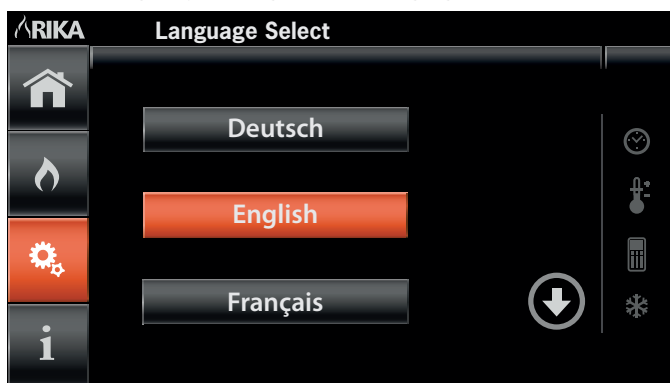 RIKA
Language Select
Deutsch
English
Français
i